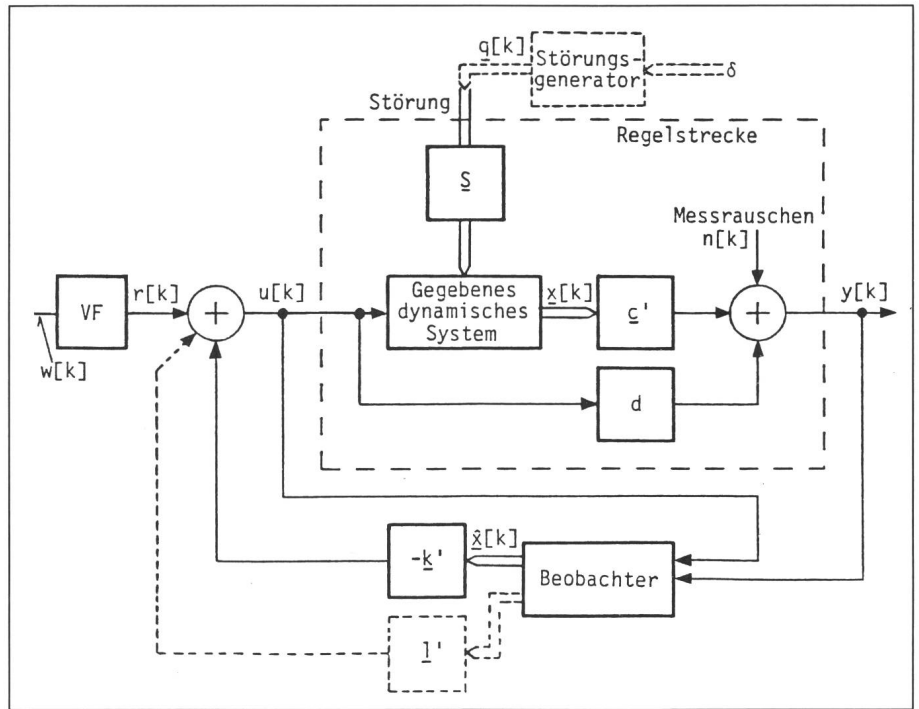 q[k]
Störungs-
generator
δ
Störung
Regelstrecke
S
Messrauschen
n[k]
VF
r[k]
+
u[k]
Gegebenes
dynamisches
System
x[k]
c'
+
y[k]
w[k]
d
-k'
x̂[k]
Beobachter
l'